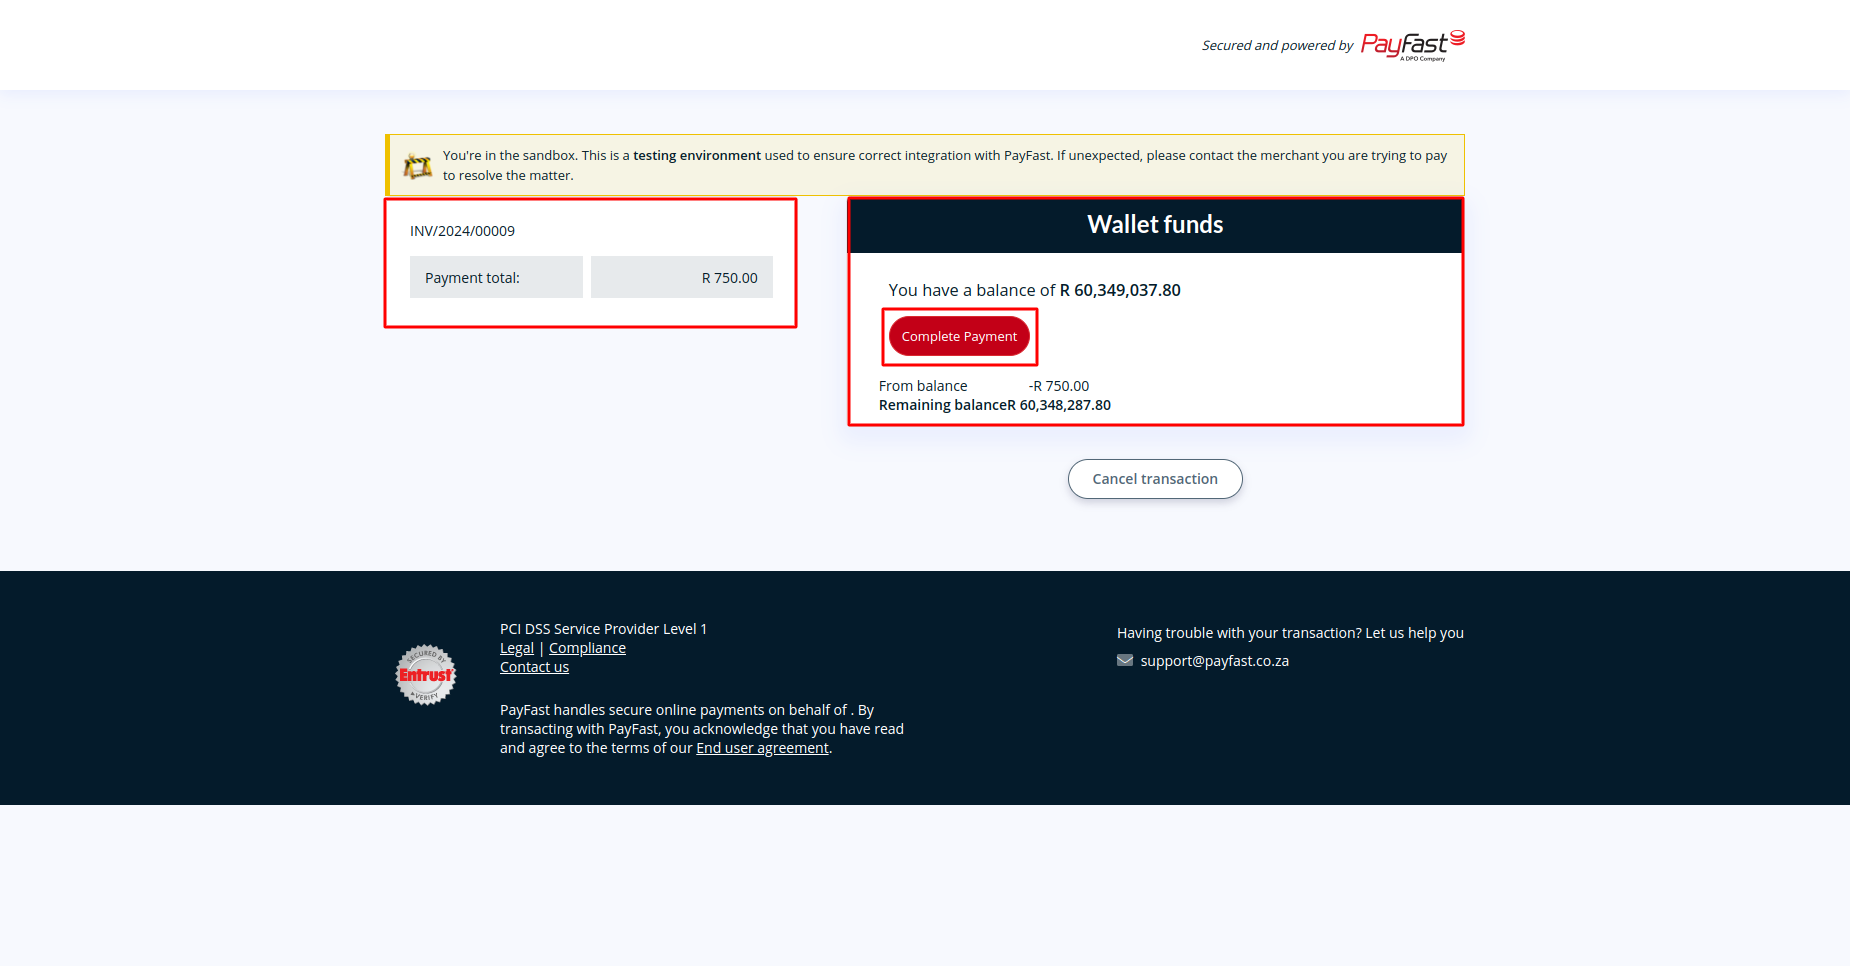 Secured and powered by PayFast
A DPO Company
You're in the sandbox. This is a testing environment used to ensure correct integration with PayFast. If unexpected, please contact the merchant you are trying to pay
to resolve the matter.
INV/2024/00009
Payment total: R 750.00
Wallet funds
You have a balance of R 60,349,037.80
Complete Payment
From balance -R 750.00
Remaining balanceR 60,348,287.80
Cancel transaction
SECURED BY
Entrust
VERIFY
PCI DSS Service Provider Level 1
Legal | Compliance
Contact us
PayFast handles secure online payments on behalf of . By
transacting with PayFast, you acknowledge that you have read
and agree to the terms of our End user agreement.
Having trouble with your transaction? Let us help you
support@payfast.co.za